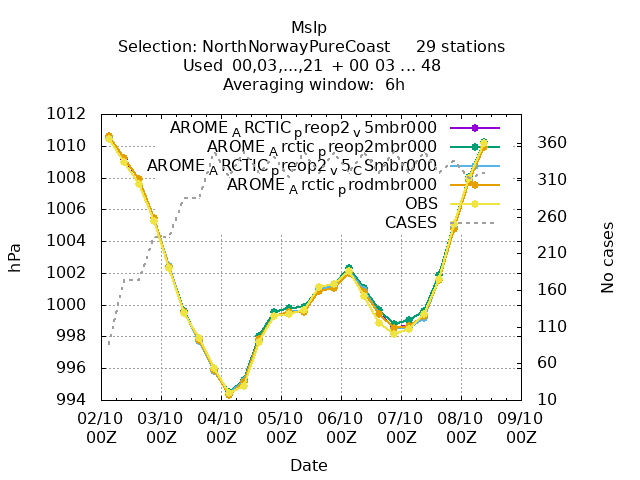 Mslp
Selection: NorthNorwayPureCoast 29 stations
Used 00,03,...,21 + 00 03 ... 48
Averaging window: 6h
1012
1010
1008
1006
1004
1002
1000
998
996
994
hPa
AROME_ARCTIC_preop2_v5mbr000
AROME_Arctic_preop2mbr000
AROME_ARCTIC_preop2_v5_CSmbr000
AROME_Arctic_prodmbr000
OBS
CASES
360
310
260
210
160
110
60
10
No cases
02/10 03/10 04/10 05/10 06/10 07/10 08/10 09/10
00Z 00Z 00Z 00Z 00Z 00Z 00Z 00Z
Date